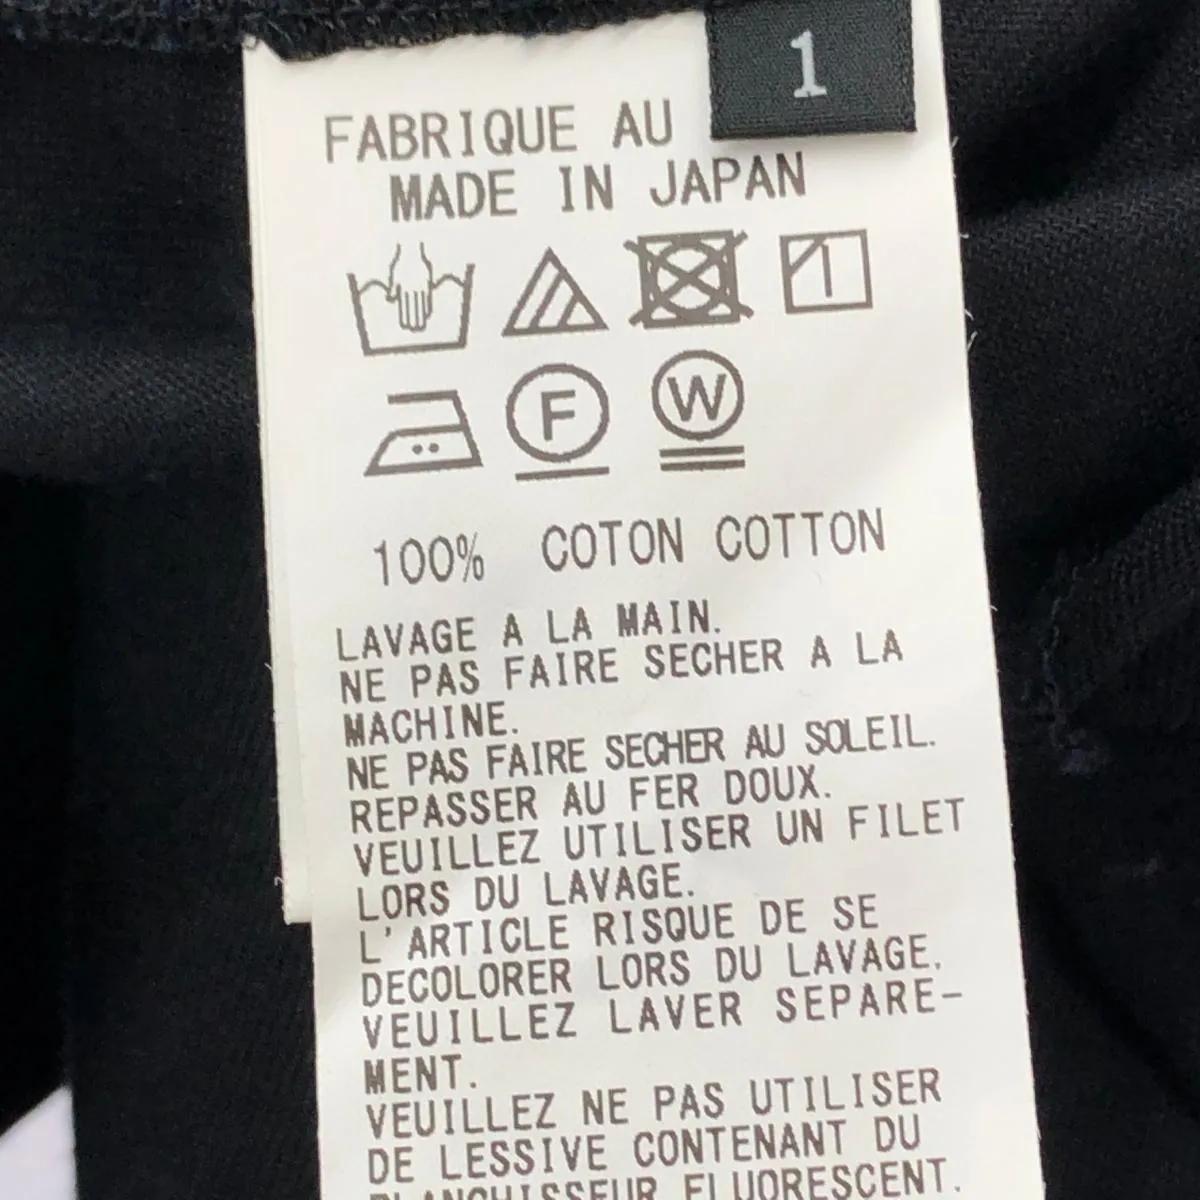 1
FABRIQUE AU
MADE IN JAPAN
F
W
100% COTON COTTON
LAVAGE A LA MAIN.
NE PAS FAIRE SECHER A LA
MACHINE.
NE PAS FAIRE SECHER AU SOLEIL.
REPASSER AU FER DOUX.
VEUILLEZ UTILISER UN FILET
LORS DU LAVAGE.
L'ARTICLE RISQUE DE SE
DECOLORER LORS DU LAVAGE.
VEUILLEZ LAVER SEPARE-
MENT.
VEUILLEZ NE PAS UTILISER
DE LESSIVE CONTENANT DU
BLANCHISSEUR FLUORESCENT.